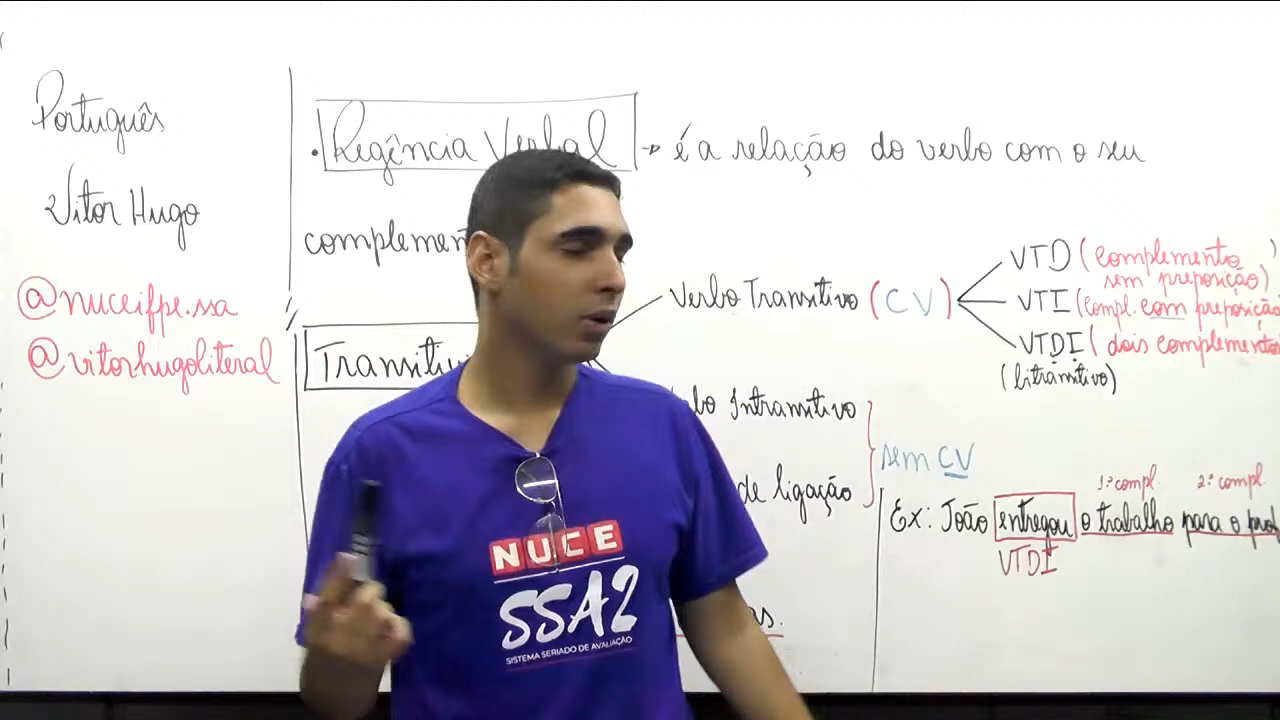 Português
Vitor Hugo
@nuceifpe.ssa
@vitorhugoliteral
• Regência Verbal → é a relação do verbo com o seu
Verbo Transitivo (CV)
VTD (complemento
sem preposição)
VTI (compl. com preposição
VTDI (dois complementos
(bitransitivo)
Intransitivo
de ligação
sem CV
1º compl. 2º compl.
Ex: João entregou o trabalho para o prof
VTDI
NUCE
SSA2
SISTEMA SERIADO DE AVALIAÇÃO